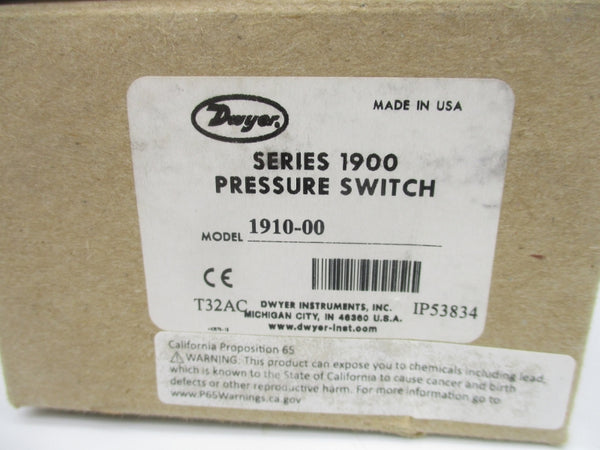 Dwyer
MADE IN USA
SERIES 1900
PRESSURE SWITCH
MODEL 1910-00
CE
T32AC DWYER INSTRUMENTS, INC. IP53834
MICHIGAN CITY, IN 46360 U.S.A.
www.dwyer-inst.com
California Proposition 65
⚠WARNING: This product can expose you to chemicals including lead,
which is known to the State of California to cause cancer and birth
defects or other reproductive harm. For more information go to
www.P65Warnings.ca.gov